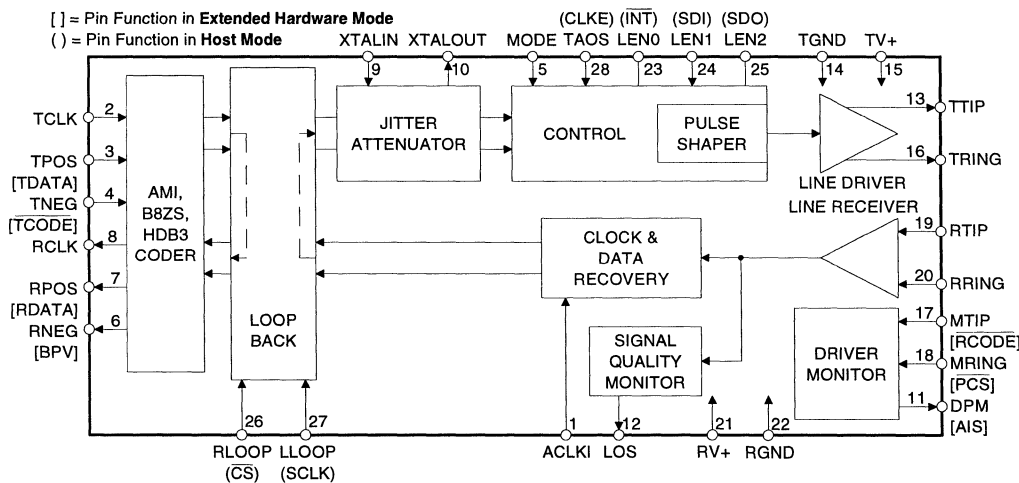 [ ] = Pin Function in Extended Hardware Mode
( ) = Pin Function in Host Mode
(CLKE) (INT) (SDI) (SDO)
XTALIN XTALOUT MODE TAOS LEN0 LEN1 LEN2 TGND TV+
9 10 5 28 23 24 25 14 15
TCLK 2
TPOS 3
[TDATA]
TNEG 4
[TCODE]
RCLK 8
RPOS 7
[RDATA]
RNEG 6
[BPV]
AMI,
B8ZS,
HDB3
CODER
LOOP
BACK
JITTER
ATTENUATOR
CONTROL
PULSE
SHAPER
LINE DRIVER
LINE RECEIVER
CLOCK &
DATA
RECOVERY
SIGNAL
QUALITY
MONITOR
DRIVER
MONITOR
13 TTIP
16 TRING
19 RTIP
20 RRING
17 MTIP
[RCODE]
18 MRING
[PCS]
11 DPM
[AIS]
26 27 1 12 21 22
RLOOP LLOOP ACLKI LOS RV+ RGND
(CS) (SCLK)